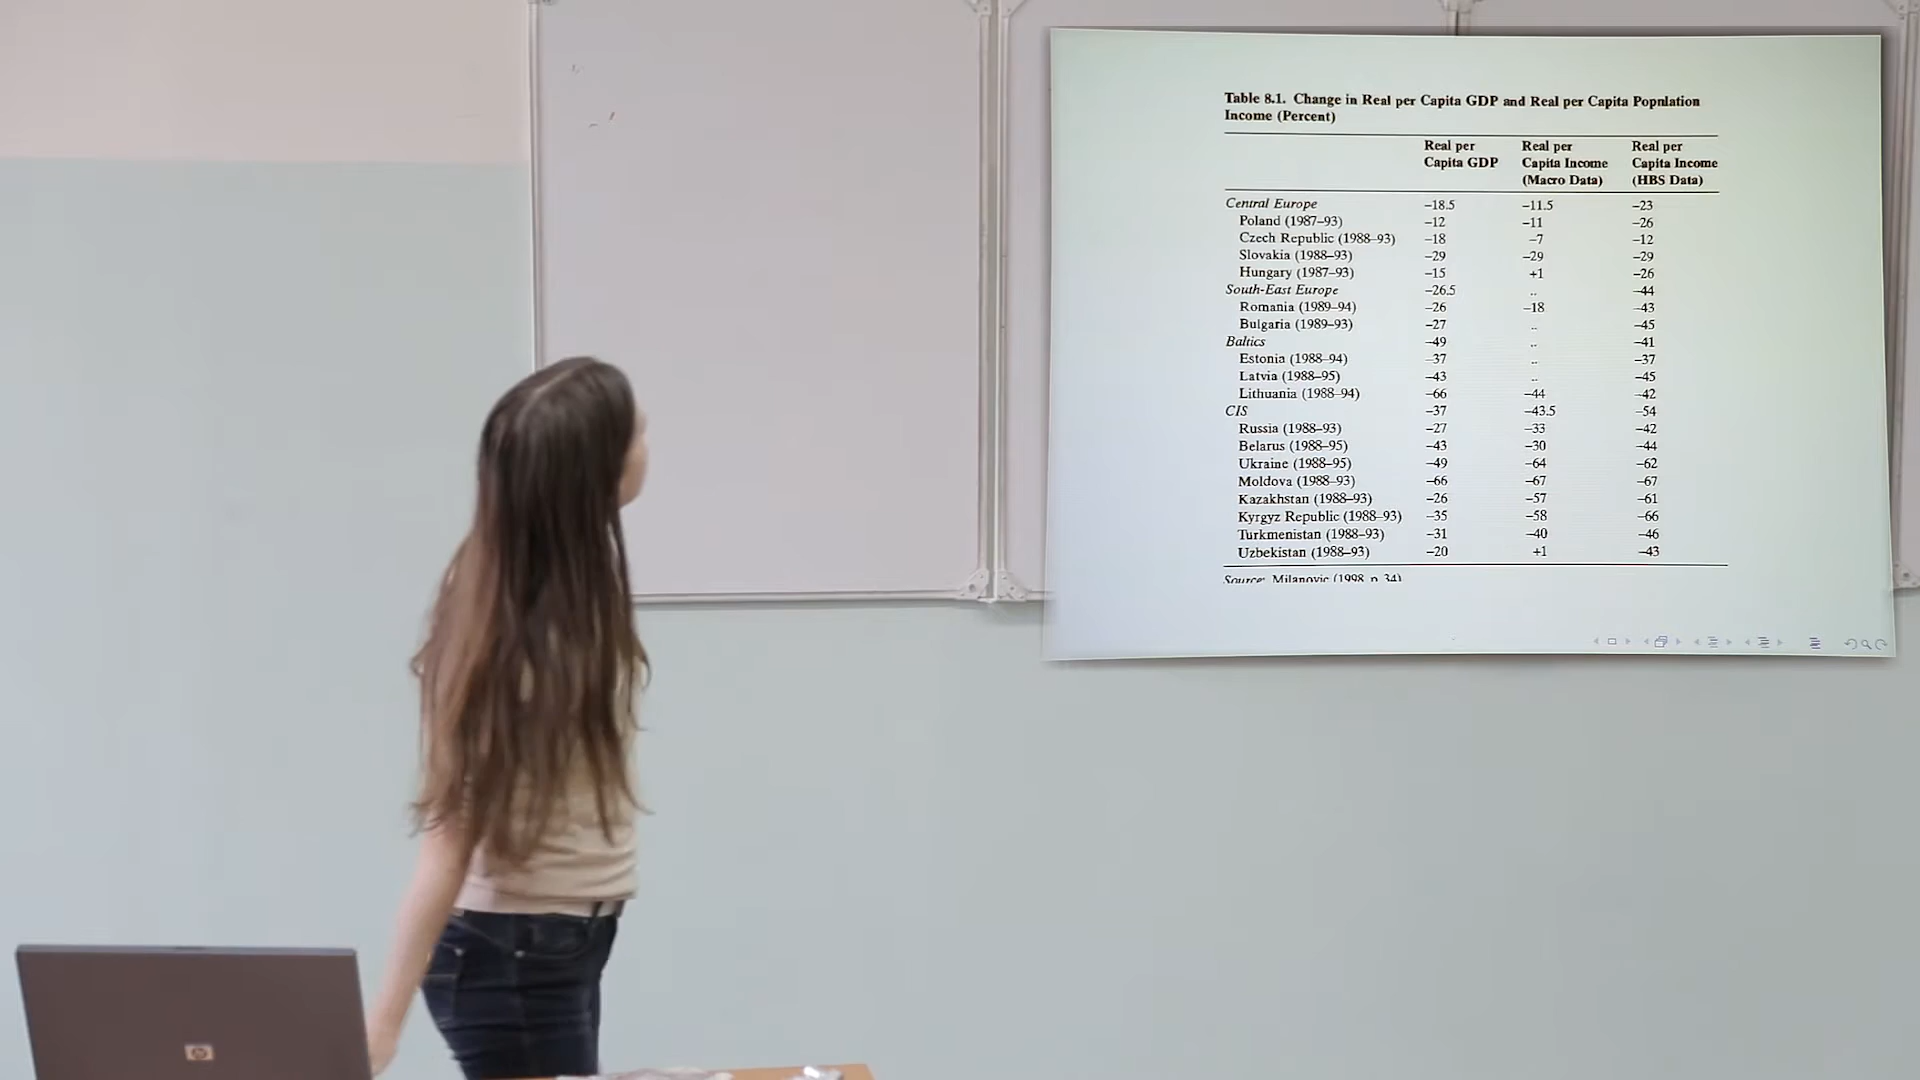 Table 8.1. Change in Real per Capita GDP and Real per Capita Popnlation
Income (Percent)
Real per Capita GDP Real per Capita Income (Macro Data) Real per Capita Income (HBS Data)
Central Europe –18.5 –11.5 –23
Poland (1987–93) –12 –11 –26
Czech Republic (1988–93) –18 –7 –12
Slovakia (1988–93) –29 –29 –29
Hungary (1987–93) –15 +1 –26
South-East Europe –26.5 .. –44
Romania (1989–94) –26 –18 –43
Bulgaria (1989–93) –27 .. –45
Baltics –49 .. –41
Estonia (1988–94) –37 .. –37
Latvia (1988–95) –43 .. –45
Lithuania (1988–94) –66 –44 –42
CIS –37 –43.5 –54
Russia (1988–93) –27 –33 –42
Belarus (1988–95) –43 –30 –44
Ukraine (1988–95) –49 –64 –62
Moldova (1988–93) –66 –67 –67
Kazakhstan (1988–93) –26 –57 –61
Kyrgyz Republic (1988–93) –35 –58 –66
Turkmenistan (1988–93) –31 –40 –46
Uzbekistan (1988–93) –20 +1 –43
Source: Milanovic (1998, p. 34)
hp